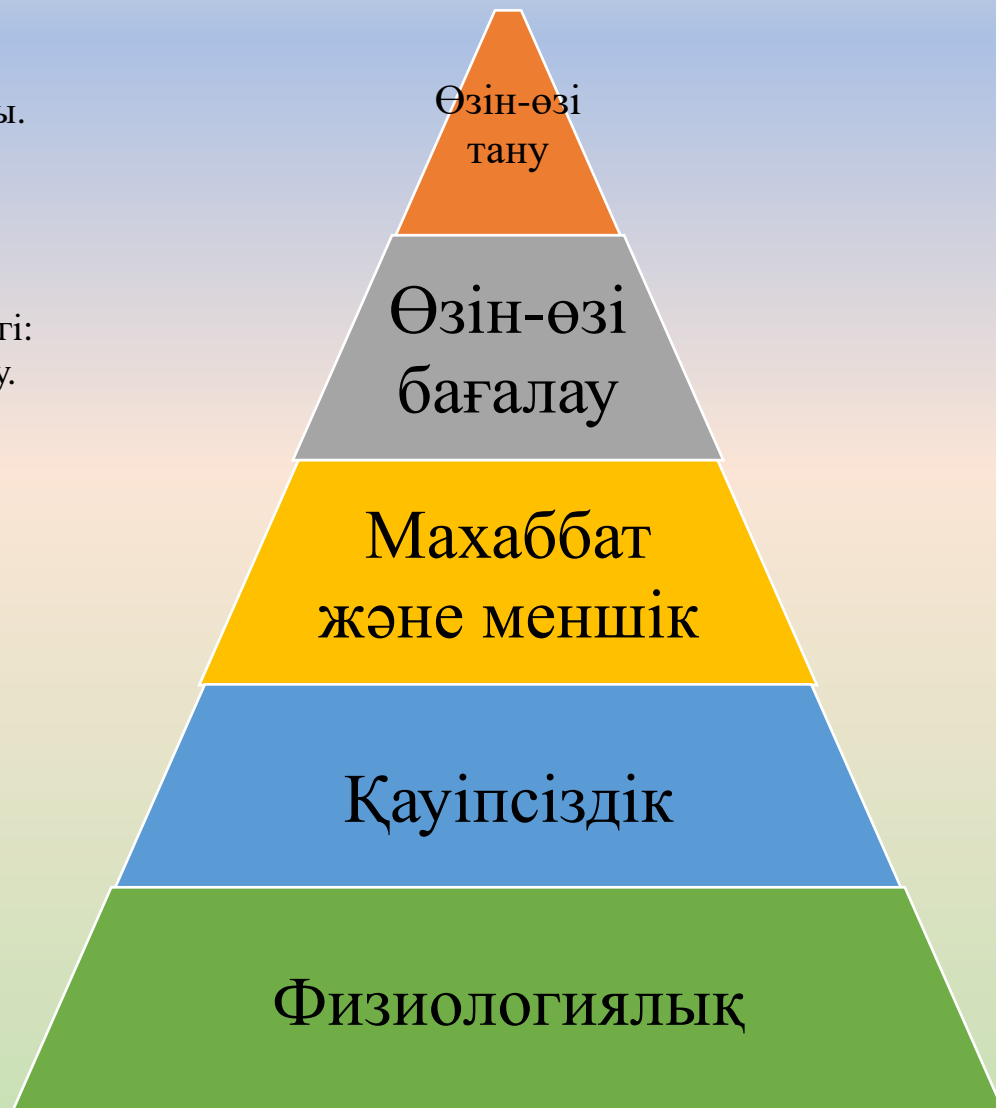 Өзін-өзі
тану
Өзін-өзі
бағалау
Махаббат
және меншік
Қауіпсіздік
Физиологиялық